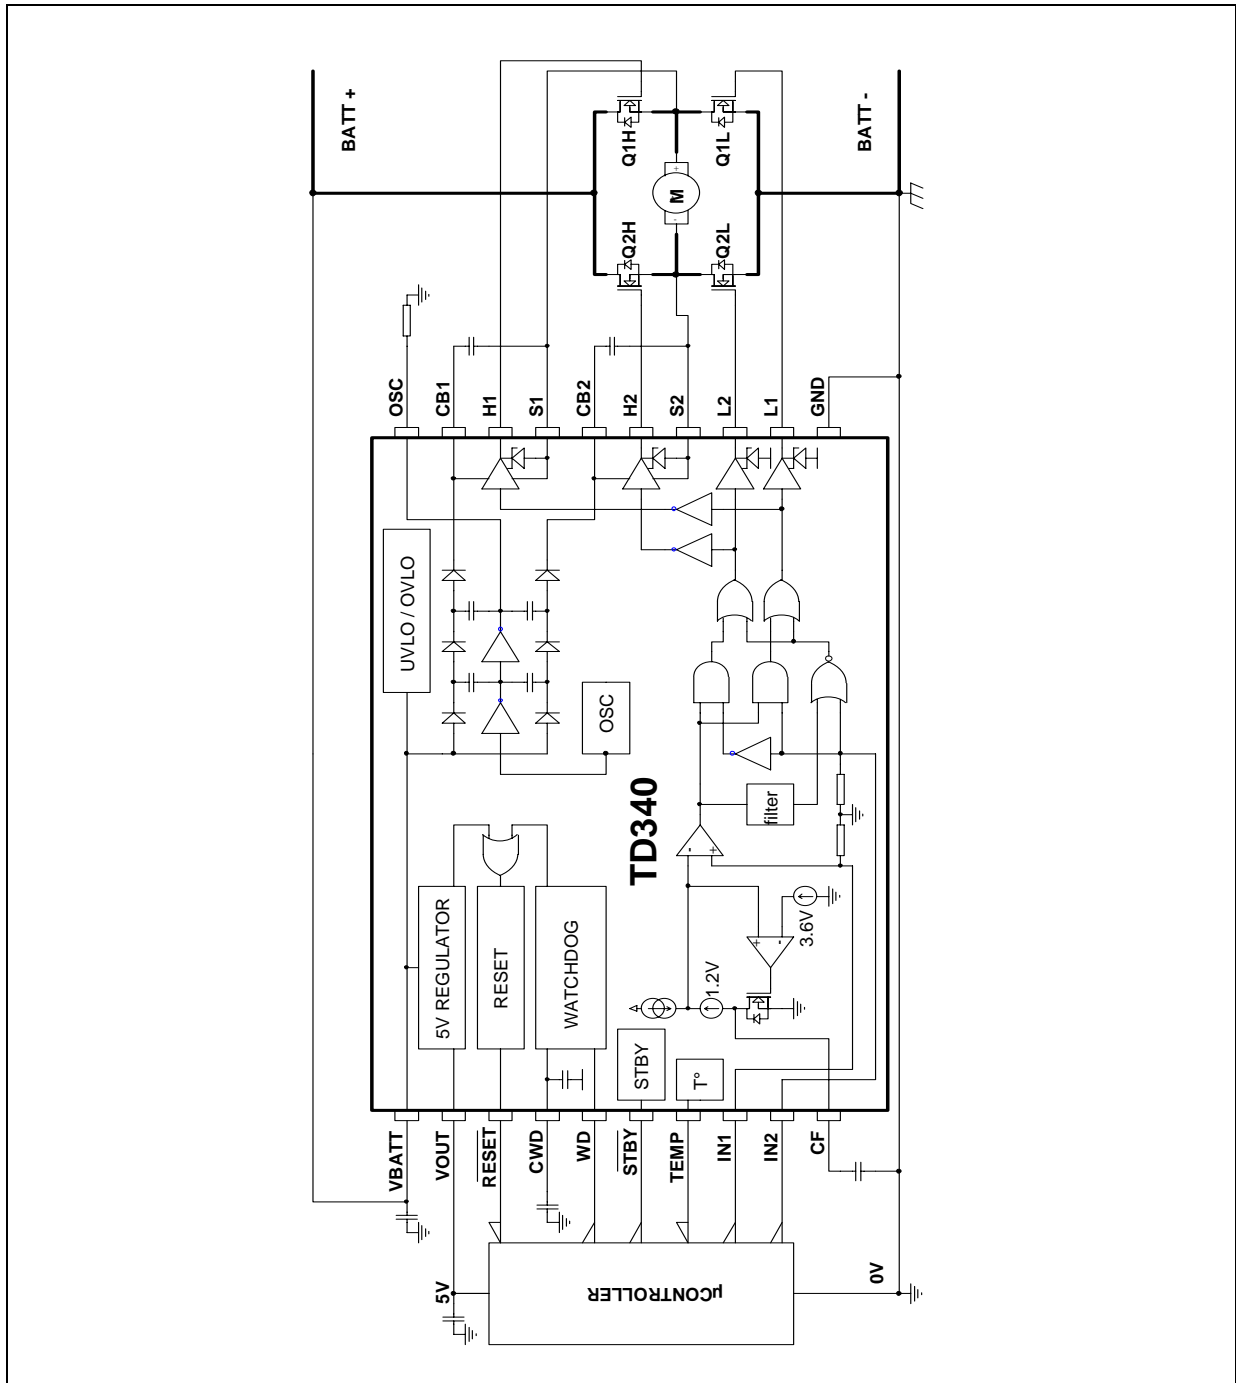 BATT +
BATT -
Q1H
Q1L
M
+
-
Q2H
Q2L
OSC
CB1
H1
S1
CB2
H2
S2
L2
L1
GND
UVLO / OVLO
OSC
TD340
filter
-
+
5V REGULATOR
RESET
WATCHDOG
STBY
T°
1.2V
3.6V
+
-
VBATT
VOUT
RESET
CWD
WD
STBY
TEMP
IN1
IN2
CF
5V
µCONTROLLER
0V